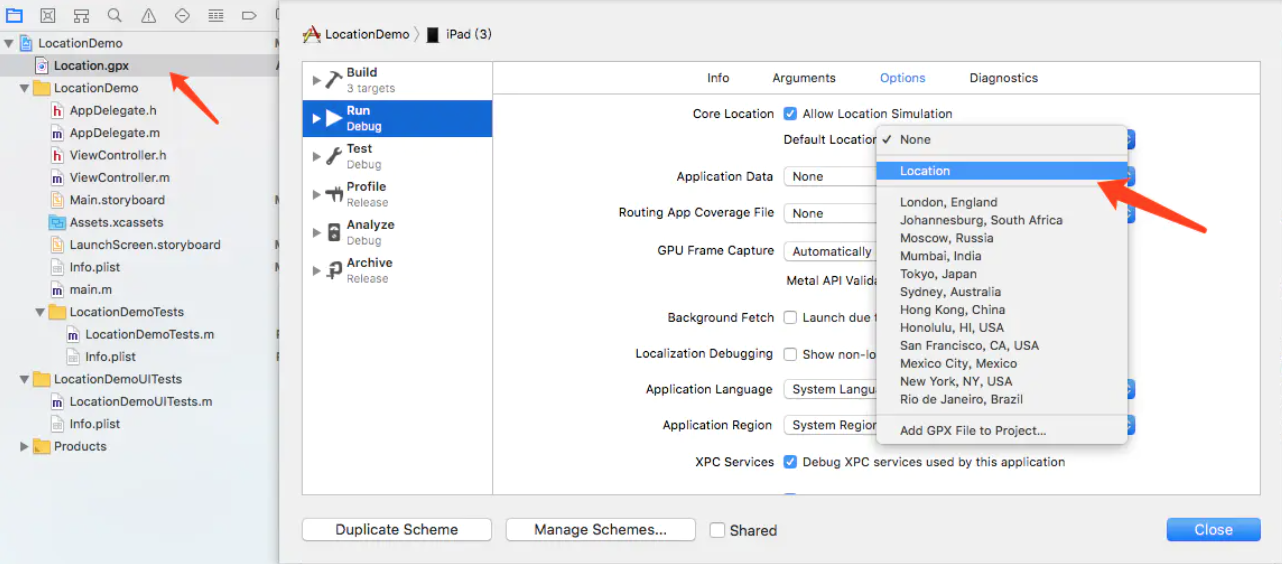 LocationDemo
Location.gpx
LocationDemo
AppDelegate.h
AppDelegate.m
ViewController.h
ViewController.m
Main.storyboard
Assets.xcassets
LaunchScreen.storyboard
Info.plist
main.m
LocationDemoTests
LocationDemoTests.m
Info.plist
LocationDemoUITests
LocationDemoUITests.m
Info.plist
Products
LocationDemo iPad (3)
Build
3 targets
Run
Debug
Test
Debug
Profile
Release
Analyze
Debug
Archive
Release
Info Arguments Options Diagnostics
Core Location Allow Location Simulation
Default Location
Application Data None
Routing App Coverage File None
GPU Frame Capture Automatically
Metal API Valida
Background Fetch Launch due
Localization Debugging Show non-lo
Application Language System Langu
Application Region System Region
XPC Services Debug XPC services used by this application
None
Location
London, England
Johannesburg, South Africa
Moscow, Russia
Mumbai, India
Tokyo, Japan
Sydney, Australia
Hong Kong, China
Honolulu, HI, USA
San Francisco, CA, USA
Mexico City, Mexico
New York, NY, USA
Rio de Janeiro, Brazil
Add GPX File to Project...
Duplicate Scheme
Manage Schemes...
Shared
Close